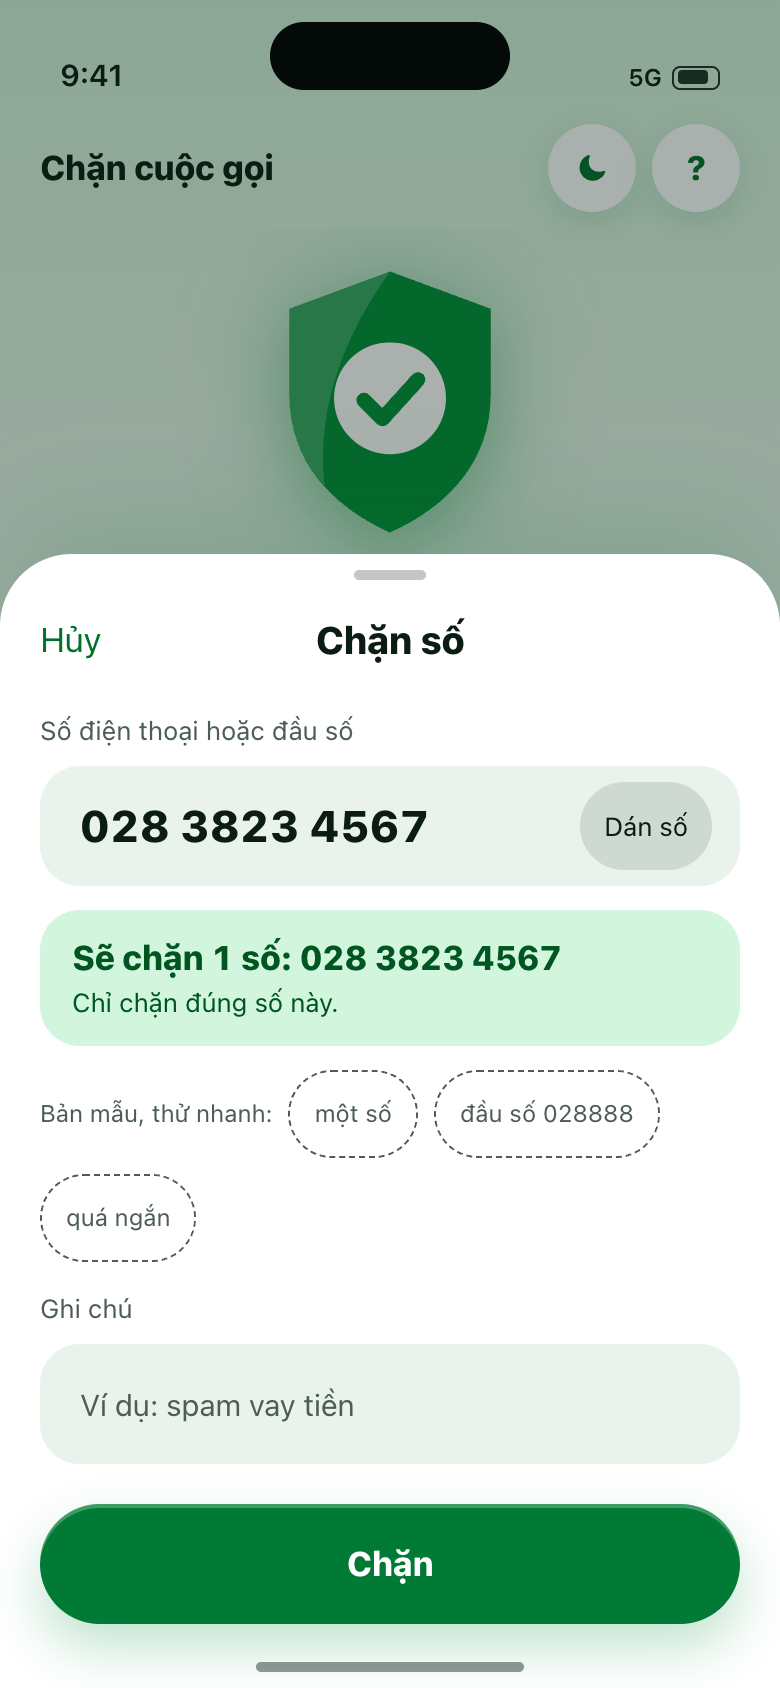 9:41
5G
Chặn cuộc gọi
?
Hủy
Chặn số
Số điện thoại hoặc đầu số
028 3823 4567
Dán số
Sẽ chặn 1 số: 028 3823 4567
Chỉ chặn đúng số này.
Bản mẫu, thử nhanh:
một số
đầu số 028888
quá ngắn
Ghi chú
Ví dụ: spam vay tiền
Chặn